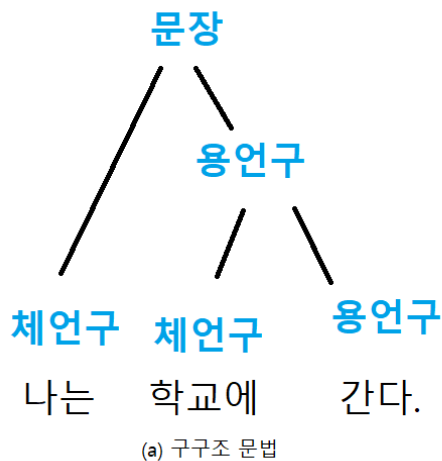 문장
용언구
체언구 체언구 용언구
나는 학교에 간다.
(a) 구구조 문법